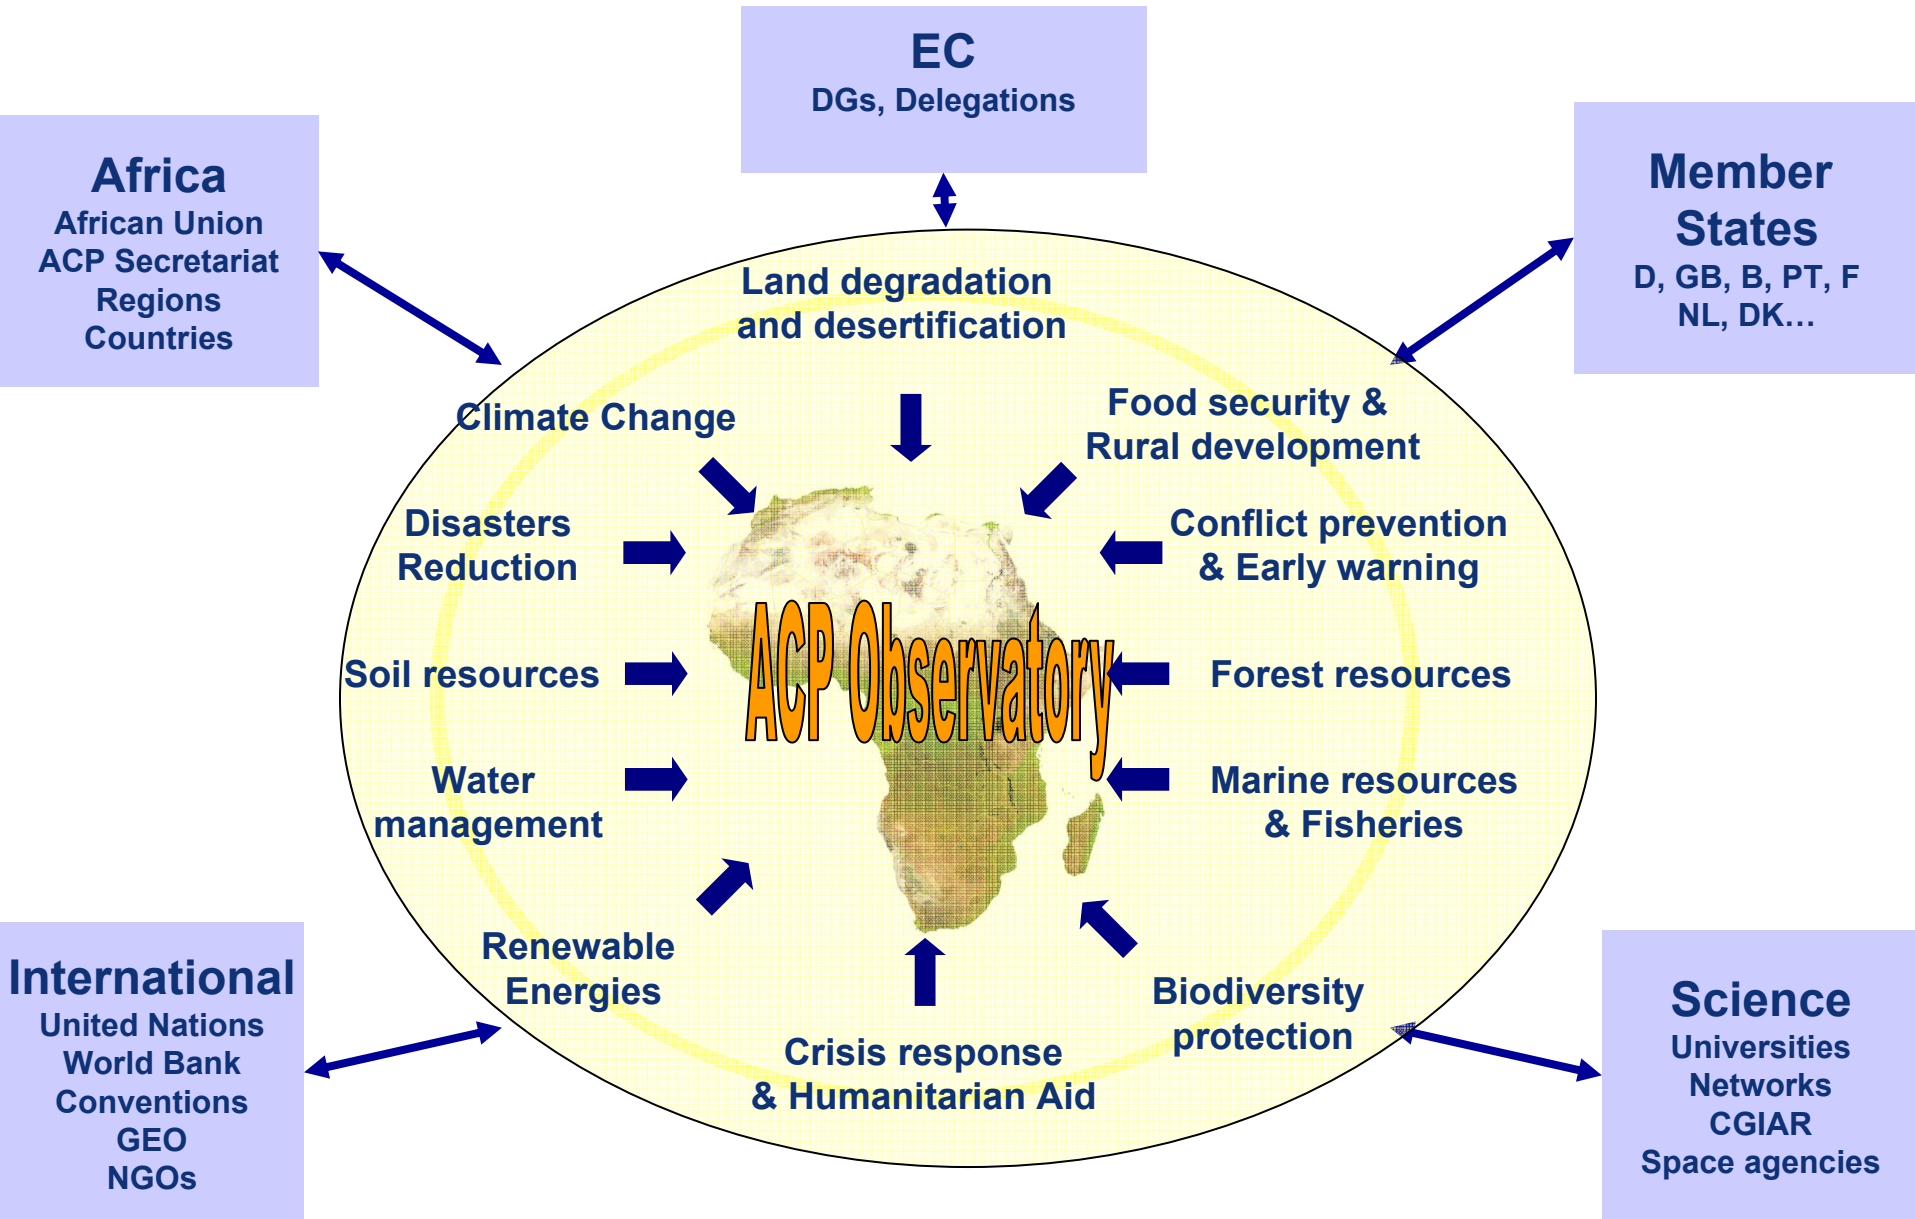 EC
DGs, Delegations
Africa
African Union
ACP Secretariat
Regions
Countries
Member
States
D, GB, B, PT, F
NL, DK…
Land degradation
and desertification
Climate Change
Food security &
Rural development
Disasters
Reduction
Conflict prevention
& Early warning
ACP Observatory
Soil resources
Forest resources
Water
management
Marine resources
& Fisheries
Renewable
Energies
Biodiversity
protection
Crisis response
& Humanitarian Aid
International
United Nations
World Bank
Conventions
GEO
NGOs
Science
Universities
Networks
CGIAR
Space agencies